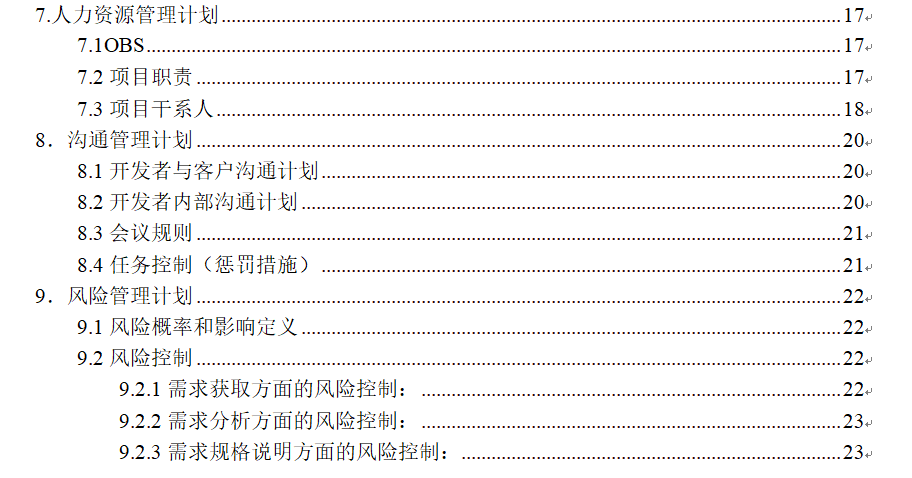 7.人力资源管理计划........................................................17
7.1OBS........................................................17
7.2 项目职责........................................................17
7.3 项目干系人........................................................18
8．沟通管理计划........................................................20
8.1 开发者与客户沟通计划........................................................20
8.2 开发者内部沟通计划........................................................20
8.3 会议规则........................................................21
8.4 任务控制（惩罚措施）........................................................21
9．风险管理计划........................................................22
9.1 风险概率和影响定义........................................................22
9.2 风险控制........................................................22
9.2.1 需求获取方面的风险控制：........................................................22
9.2.2 需求分析方面的风险控制：........................................................23
9.2.3 需求规格说明方面的风险控制：........................................................23